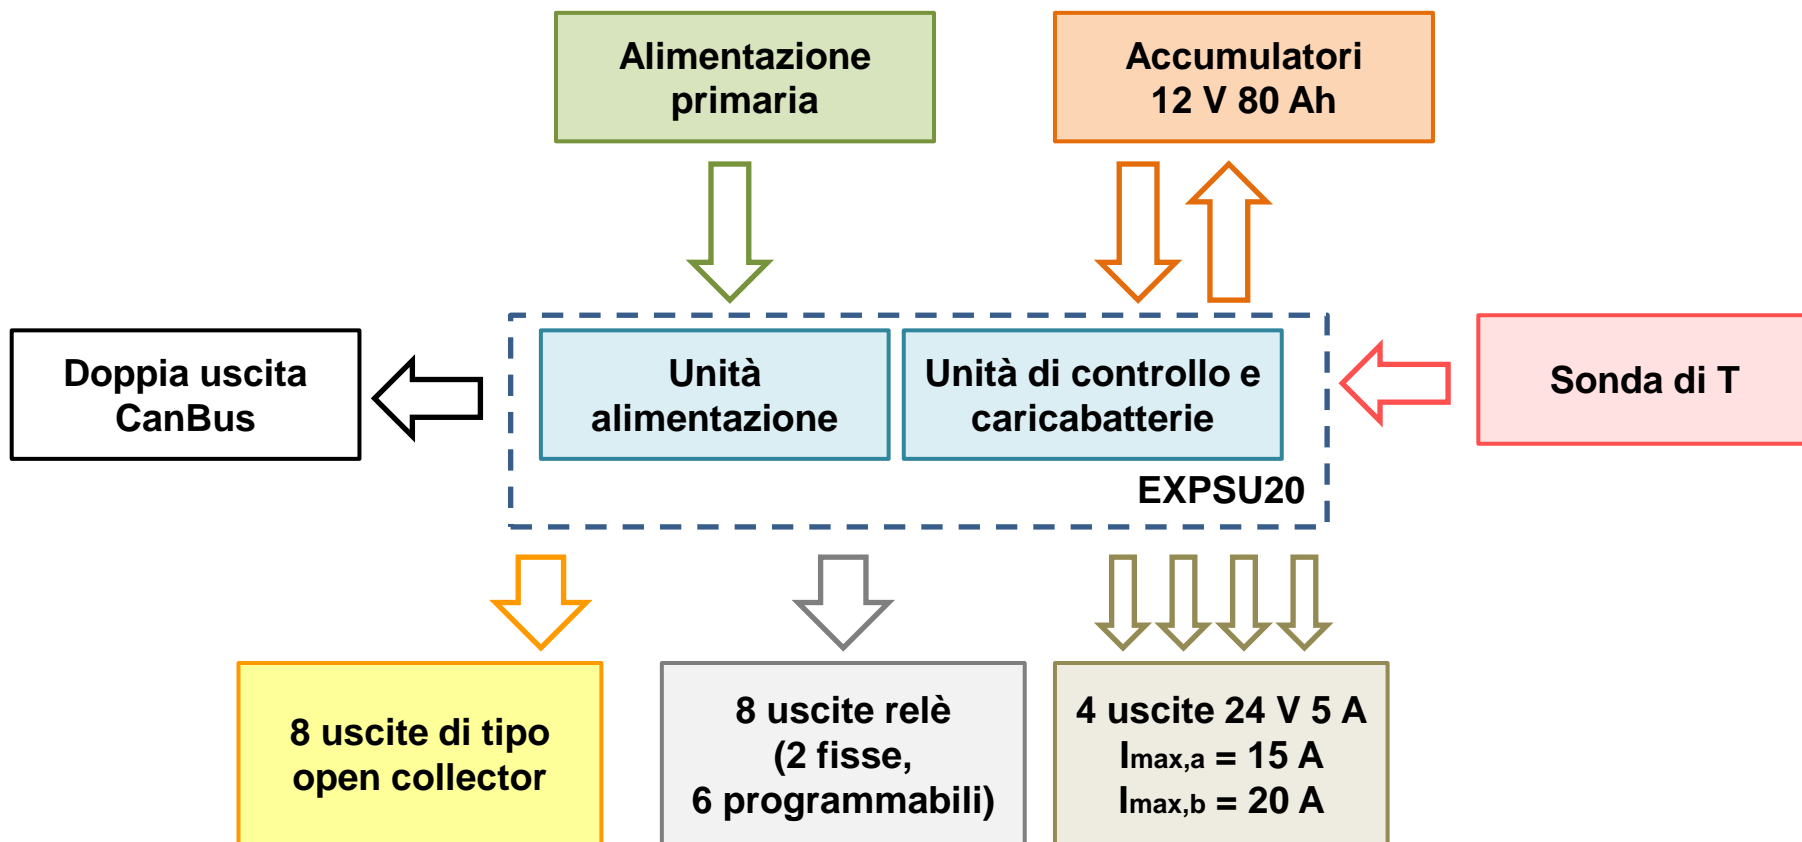 Alimentazione
primaria
Accumulatori
12 V 80 Ah
Doppia uscita
CanBus
Unità
alimentazione
Unità di controllo e
caricabatterie
Sonda di T
EXPSU20
8 uscite di tipo
open collector
8 uscite relè
(2 fisse,
6 programmabili)
4 uscite 24 V 5 A
Imax,a = 15 A
Imax,b = 20 A